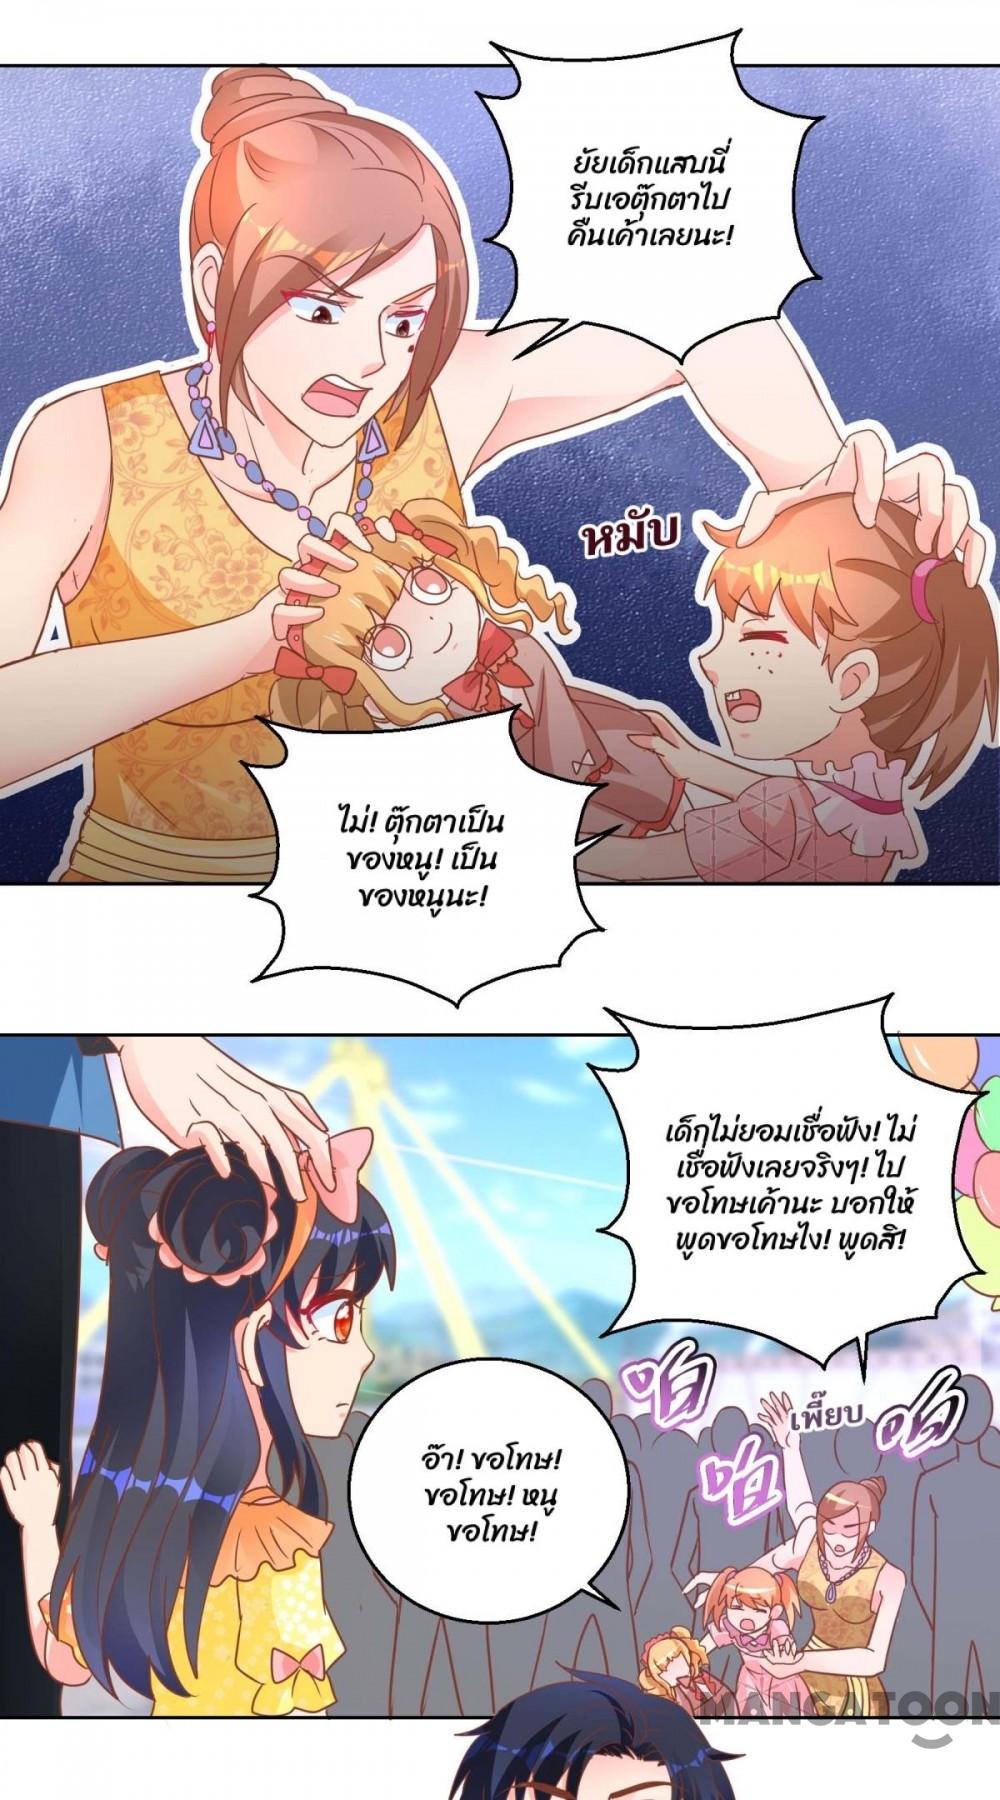 ยัยเด็กแสบนี่
รีบเอตุ๊กตาไป
คืนเค้าเลยนะ!
หมับ
ไม่! ตุ๊กตาเป็น
ของหนู! เป็น
ของหนูนะ!
เด็กไม่ยอมเชื่อฟัง! ไม่
เชื่อฟังเลยจริงๆ! ไป
ขอโทษเค้านะ บอกให้
พูดขอโทษไง! พูดสิ!
咱
เพี๊ยบ
咱
咱
อ๊า! ขอโทษ!
ขอโทษ! หนู
ขอโทษ!
MANGATOON